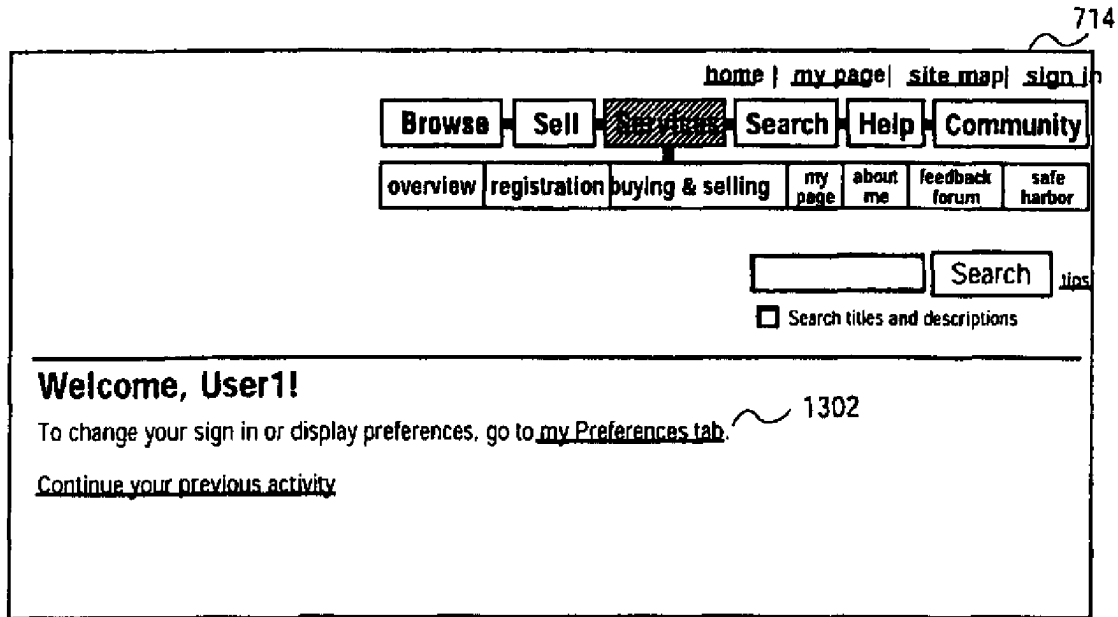 714
home | my page| site map| sign in
Browse Sell Services Search Help Community
overview registration buying & selling my page about me feedback forum safe harbor
Search tips
Search titles and descriptions
Welcome, User1!
1302
To change your sign in or display preferences, go to my Preferences tab.
Continue your previous activity